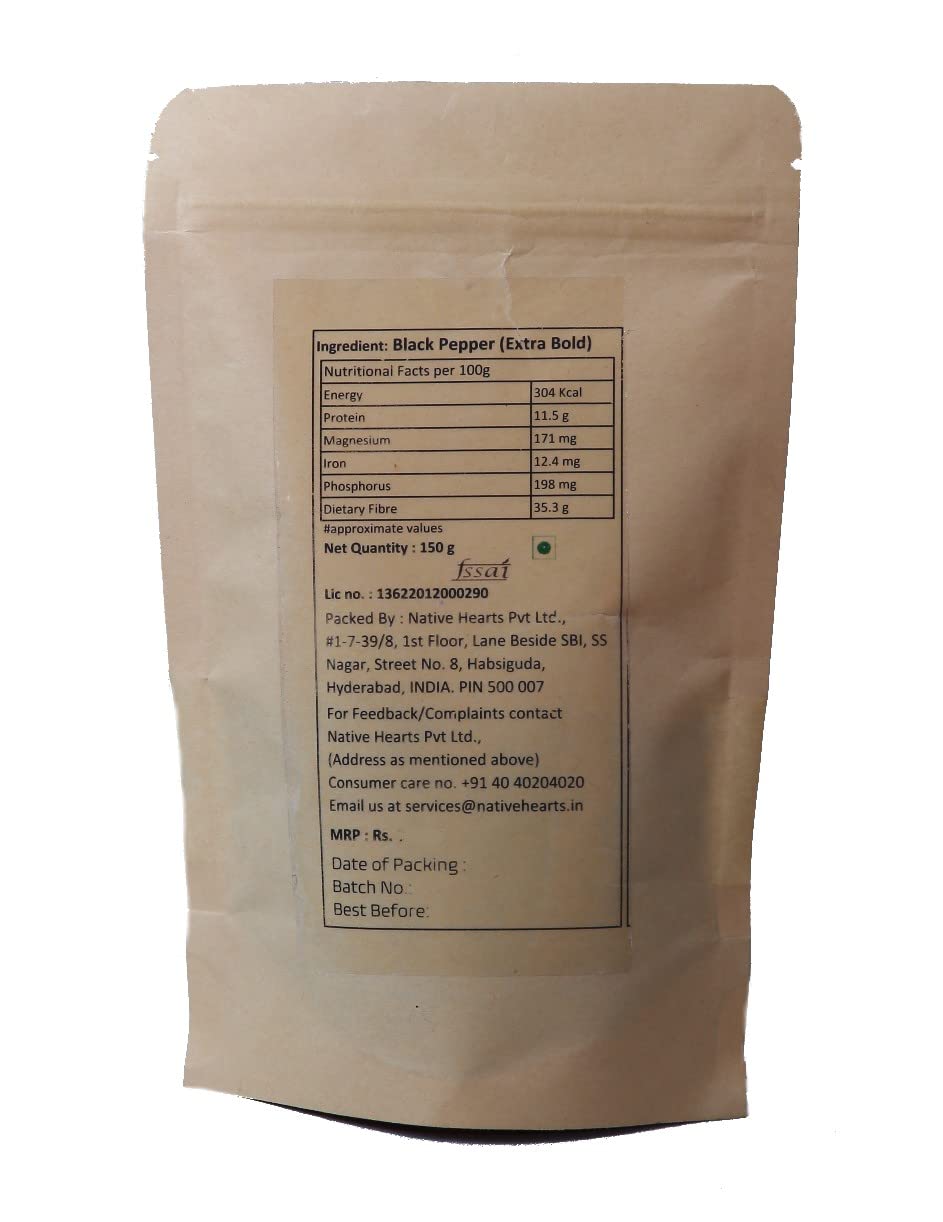 Ingredient: Black Pepper (Extra Bold)
Nutritional Facts per 100g
Energy 304 Kcal
Protein 11.5 g
Magnesium 171 mg
Iron 12.4 mg
Phosphorus 198 mg
Dietary Fibre 35.3 g
#approximate values
Net Quantity : 150 g
fssai
Lic no. : 13622012000290
Packed By : Native Hearts Pvt Ltd.,
#1-7-39/8, 1st Floor, Lane Beside SBI, SS
Nagar, Street No. 8, Habsiguda,
Hyderabad, INDIA. PIN 500 007
For Feedback/Complaints contact
Native Hearts Pvt Ltd.,
(Address as mentioned above)
Consumer care no. +91 40 40204020
Email us at services@nativehearts.in
MRP : Rs. .
Date of Packing :
Batch No.:
Best Before: